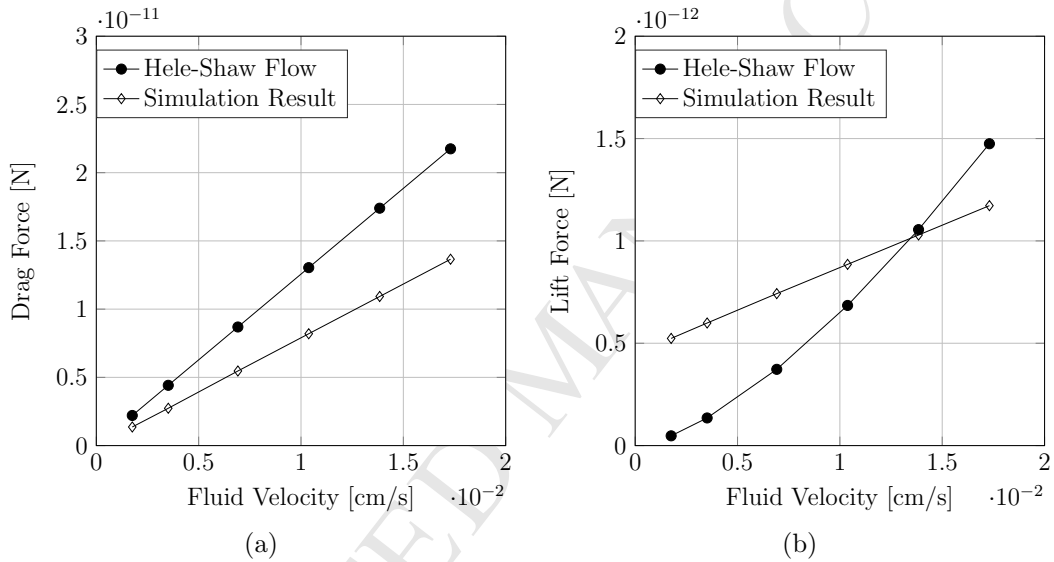 ·10⁻¹¹
3
2.5
2
1.5
1
0.5
0
Drag Force [N]
Hele-Shaw Flow
Simulation Result
0 0.5 1 1.5 2
Fluid Velocity [cm/s] ·10⁻²
(a)
·10⁻¹²
2
1.5
1
0.5
0
Lift Force [N]
Hele-Shaw Flow
Simulation Result
0 0.5 1 1.5 2
Fluid Velocity [cm/s] ·10⁻²
(b)